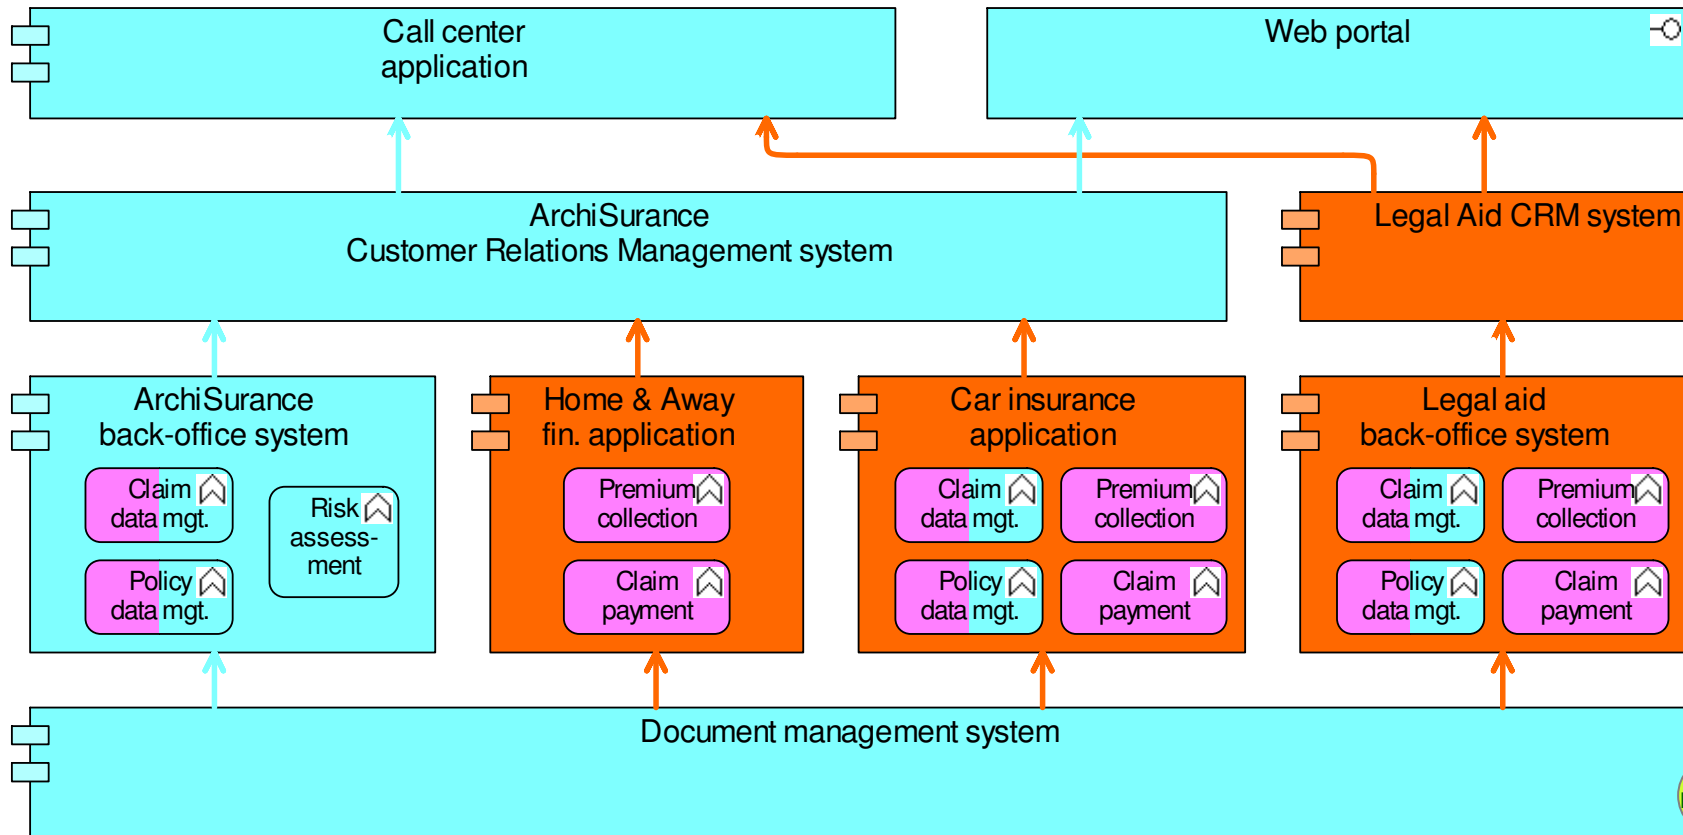 Call center
application
Web portal
ArchiSurance
Customer Relations Management system
Legal Aid CRM system
ArchiSurance
back-office system
Claim
data mgt.
Risk
assess-
ment
Policy
data mgt.
Home & Away
fin. application
Premium
collection
Claim
payment
Car insurance
application
Claim
data mgt.
Premium
collection
Policy
data mgt.
Claim
payment
Legal aid
back-office system
Claim
data mgt.
Premium
collection
Policy
data mgt.
Claim
payment
Document management system